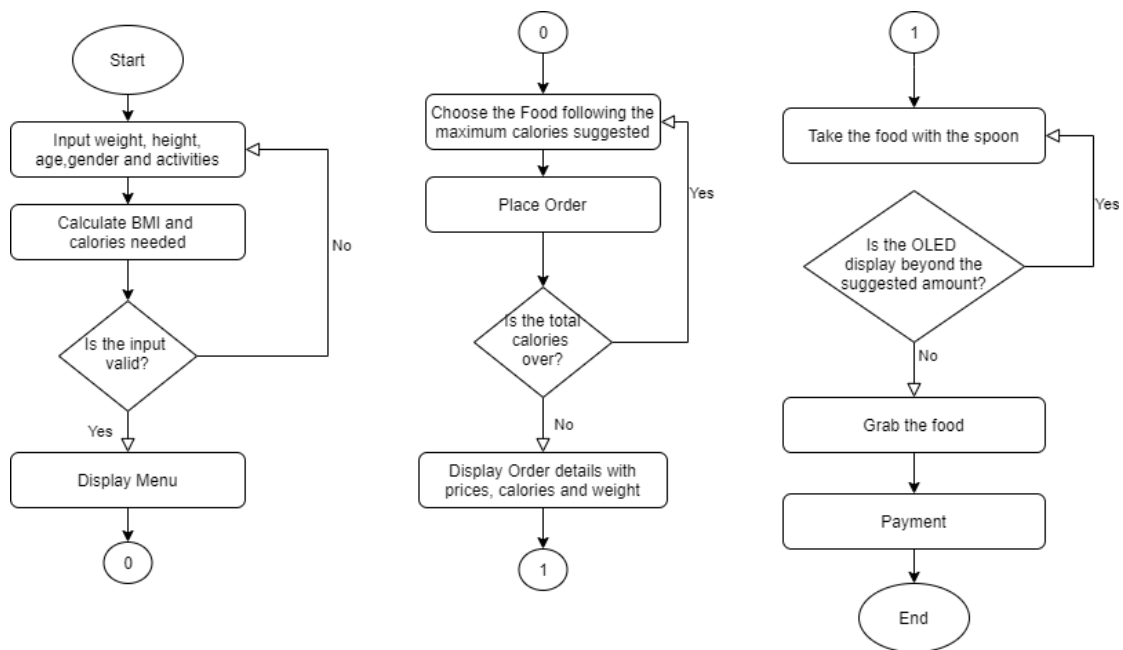 Start
Input weight, height,
age,gender and activities
Calculate BMI and
calories needed
No
Is the input
valid?
Yes
Display Menu
0
0
Choose the Food following the
maximum calories suggested
Yes
Place Order
Is the total
calories
over?
No
Display Order details with
prices, calories and weight
1
1
Take the food with the spoon
Yes
Is the OLED
display beyond the
suggested amount?
No
Grab the food
Payment
End